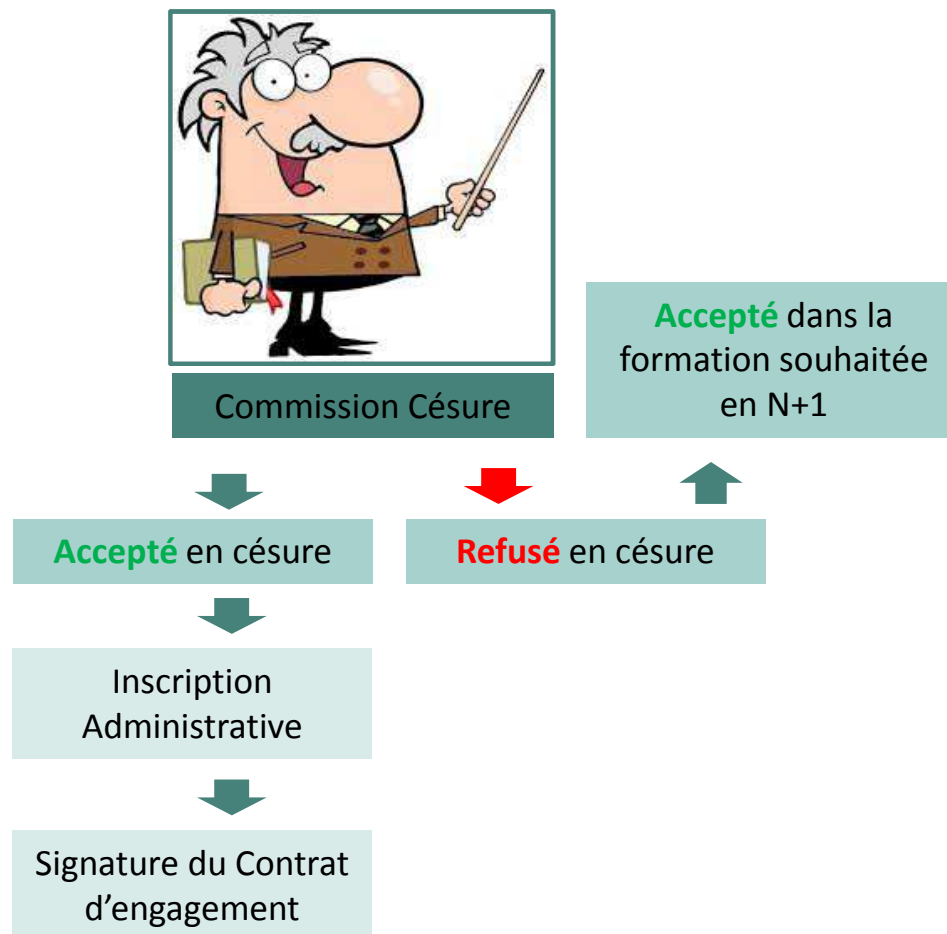 Commission Césure
Accepté dans la
formation souhaitée
en N+1
Accepté en césure
Refusé en césure
Inscription
Administrative
Signature du Contrat
d’engagement